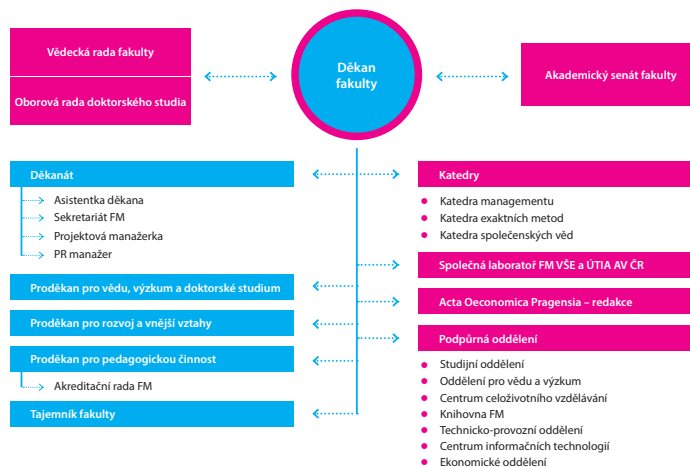 Vědecká rada fakulty
Oborová rada doktorského studia
Děkan
fakulty
Akademický senát fakulty
Děkanát
Asistentka děkana
Sekretariát FM
Projektová manažerka
PR manažer
Proděkan pro vědu, výzkum a doktorské studium
Proděkan pro rozvoj a vnější vztahy
Proděkan pro pedagogickou činnost
Akreditační rada FM
Tajemník fakulty
Katedry
Katedra managementu
Katedra exaktních metod
Katedra společenských věd
Společná laboratoř FM VŠE a ÚTIA AV ČR
Acta Oeconomica Pragensia – redakce
Podpůrná oddělení
Studijní oddělení
Oddělení pro vědu a výzkum
Centrum celoživotního vzdělávání
Knihovna FM
Technicko-provozní oddělení
Centrum informačních technologií
Ekonomické oddělení